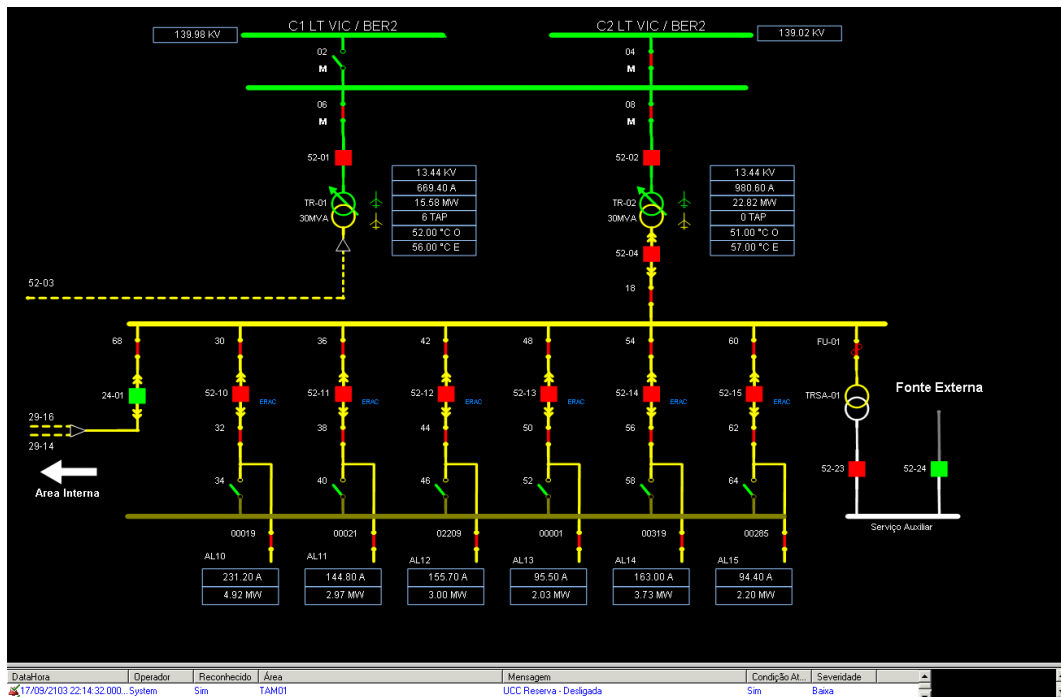 C1 LT VIC / BER2
C2 LT VIC / BER2
139.98 KV
139.02 KV
02
M
04
M
06
M
08
M
52-01
52-02
TR-01
30MVA
13.44 KV
669.40 A
15.58 MW
6 TAP
52.00 °C O
56.00 °C E
TR-02
30MVA
13.44 KV
980.60 A
22.82 MW
0 TAP
51.00 °C O
57.00 °C E
52-04
52-03
18
68
30
36
42
48
54
60
FU-01
24-01
52-10
ERAC
52-11
ERAC
52-12
ERAC
52-13
ERAC
52-14
ERAC
52-15
ERAC
TRSA-01
Fonte Externa
29-16
29-14
32
38
44
50
56
62
52-23
52-24
Area Interna
34
40
46
52
58
64
Serviço Auxiliar
00019
00021
02209
00001
00319
00285
AL10
AL11
AL12
AL13
AL14
AL15
231.20 A
144.80 A
155.70 A
95.50 A
163.00 A
94.40 A
4.92 MW
2.97 MW
3.00 MW
2.03 MW
3.73 MW
2.20 MW
DataHora Operador Reconhecido Área Mensagem Condição At... Severidade
17/09/2103 22:14:32.000... System Sim TAM01 UCC Reserva - Desligada Sim Baixa